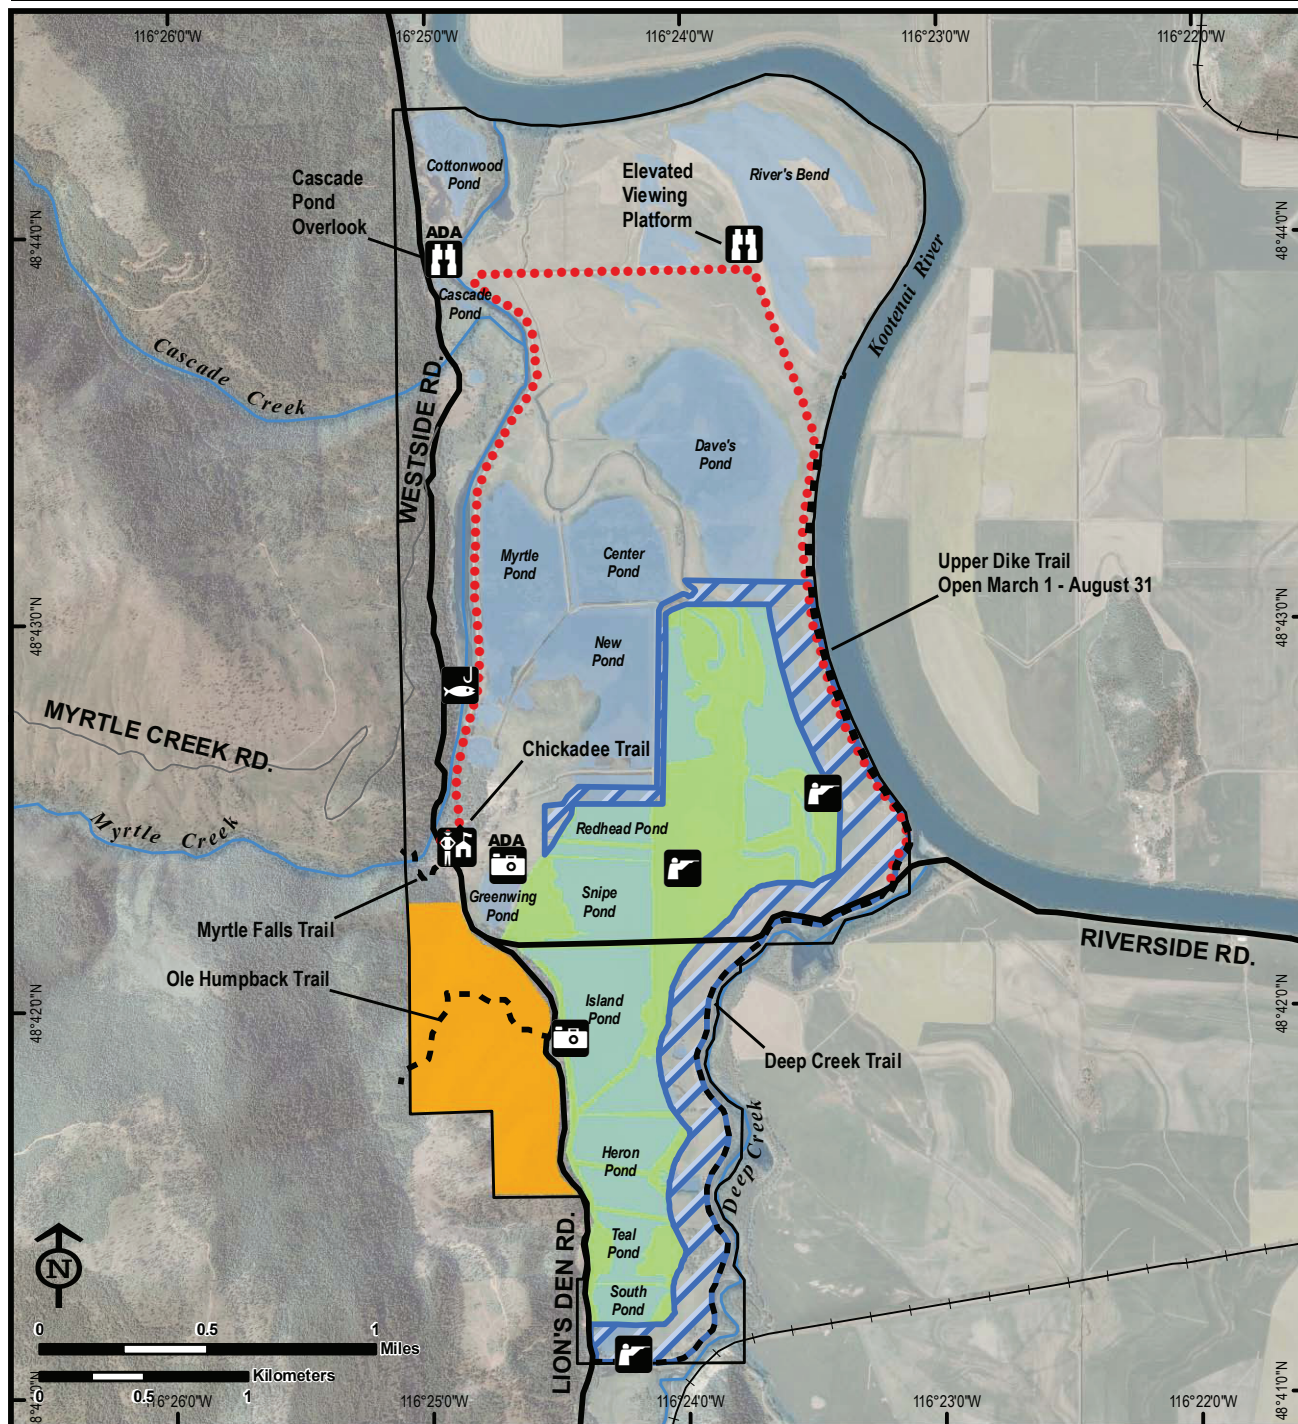 116°26'0"W
116°25'0"W
116°24'0"W
116°23'0"W
116°22'0"W
Cottonwood
Pond
Cascade
Pond
Overlook
Elevated
Viewing
Platform
River's Bend
ADA
48°44'0"N
48°44'0"N
Cascade
Pond
Kootenai River
Cascade Creek
WESTSIDE RD.
Dave's
Pond
Myrtle
Pond
Center
Pond
Upper Dike Trail
Open March 1 - August 31
48°43'0"N
48°43'0"N
New
Pond
MYRTLE CREEK RD.
Chickadee Trail
Myrtle Creek
Redhead Pond
ADA
Greenwing
Pond
Snipe
Pond
Myrtle Falls Trail
RIVERSIDE RD.
Ole Humpback Trail
48°42'0"N
48°42'0"N
Island
Pond
Deep Creek Trail
Deep Creek
Heron
Pond
Teal
Pond
South
Pond
LION'S DEN RD.
N
0 0.5 1
Miles
Kilometers
0 0.5 1
48°41'0"N
116°26'0"W
116°25'0"W
116°24'0"W
116°23'0"W
116°22'0"W